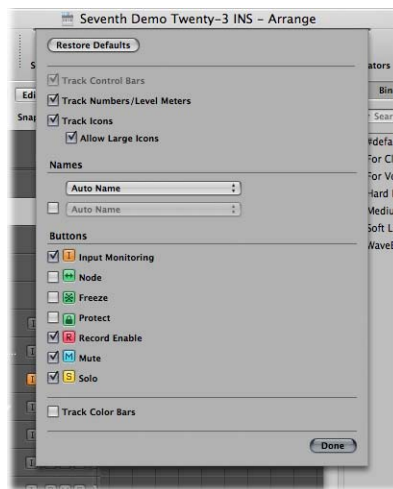 Seventh Demo Twenty-3 INS – Arrange
Restore Defaults
Track Control Bars
Track Numbers/Level Meters
Track Icons
Allow Large Icons
Names
Auto Name
Auto Name
Buttons
I Input Monitoring
Node
Freeze
Protect
R Record Enable
M Mute
S Solo
Track Color Bars
Done
S
Edi
Snap
ators
Bin
Sear
#defa
For Cl
For Vo
Hard
Mediu
Soft L
WaveB
I
I
I
I
I
I